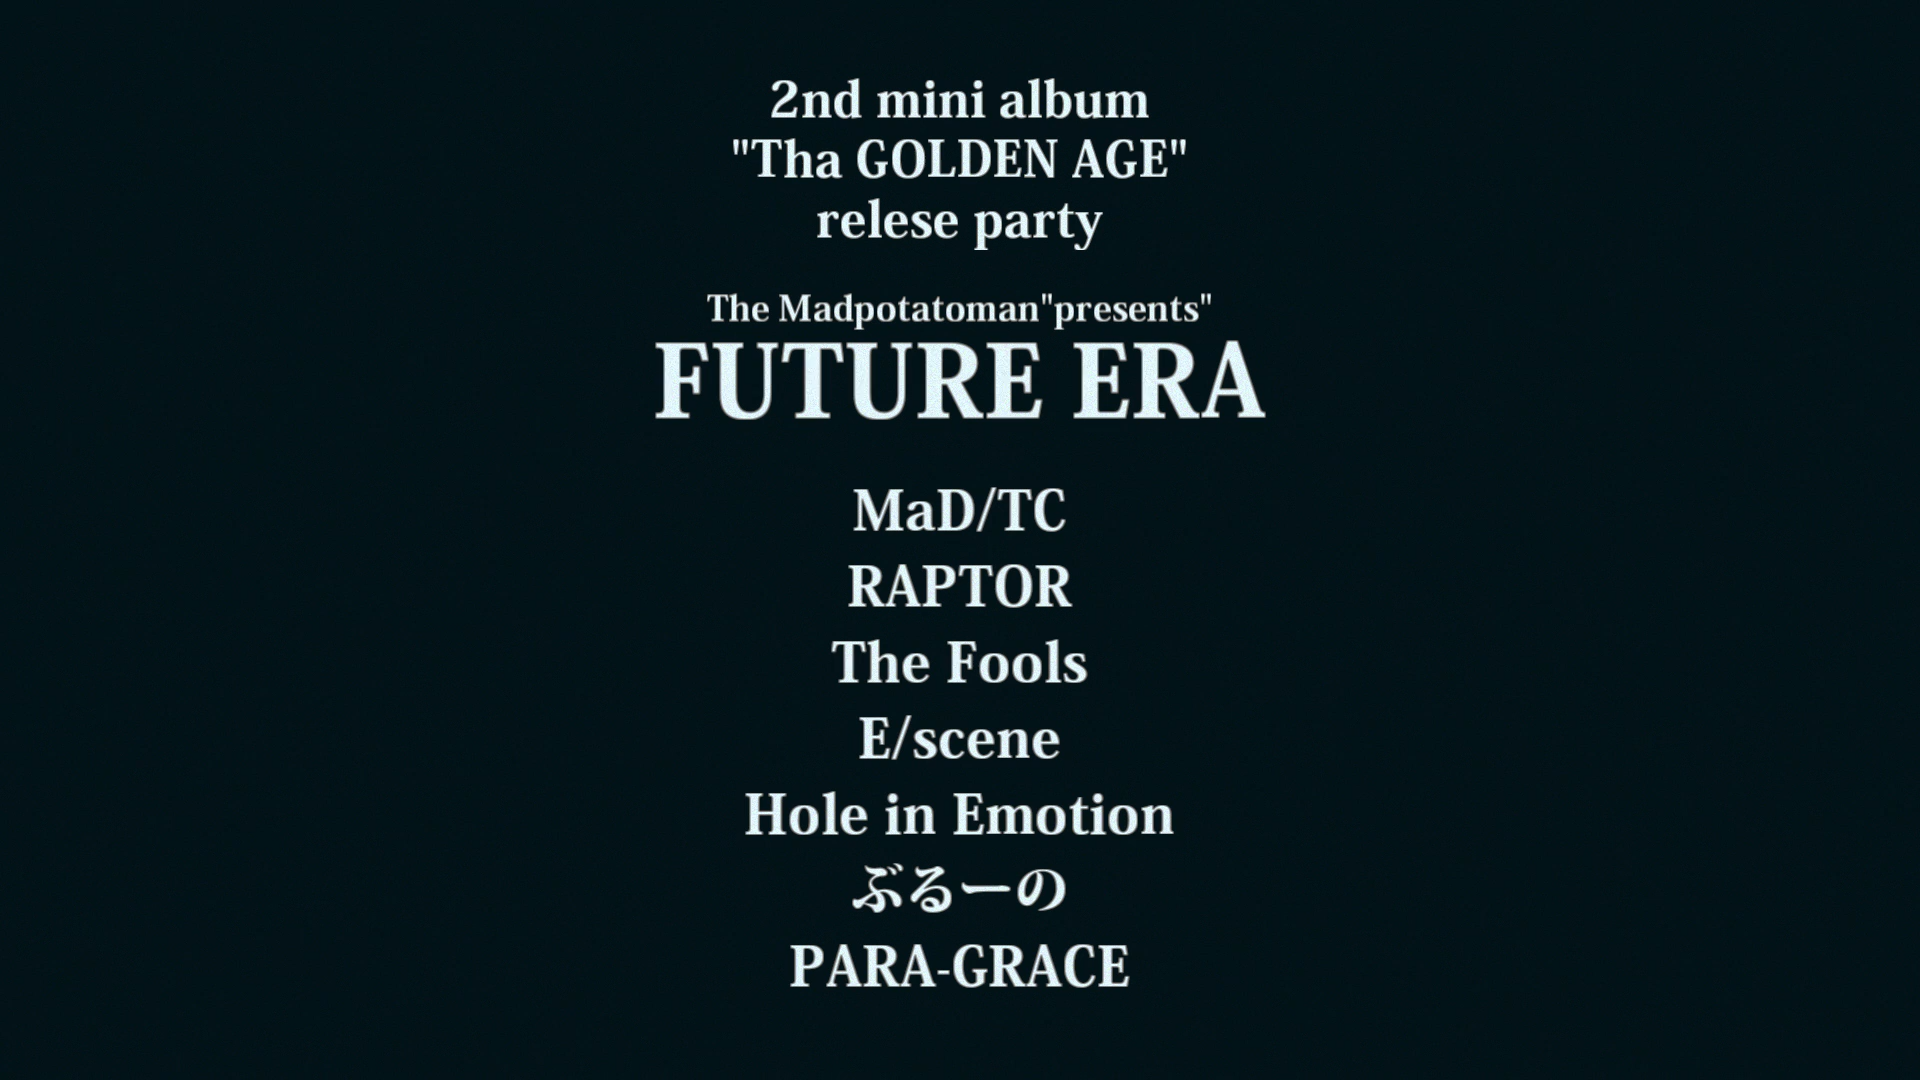 2nd mini album
"Tha GOLDEN AGE"
relese party
The Madpotatoman"presents"
FUTURE ERA
MaD/TC
RAPTOR
The Fools
E/scene
Hole in Emotion
ぶるーの
PARA-GRACE